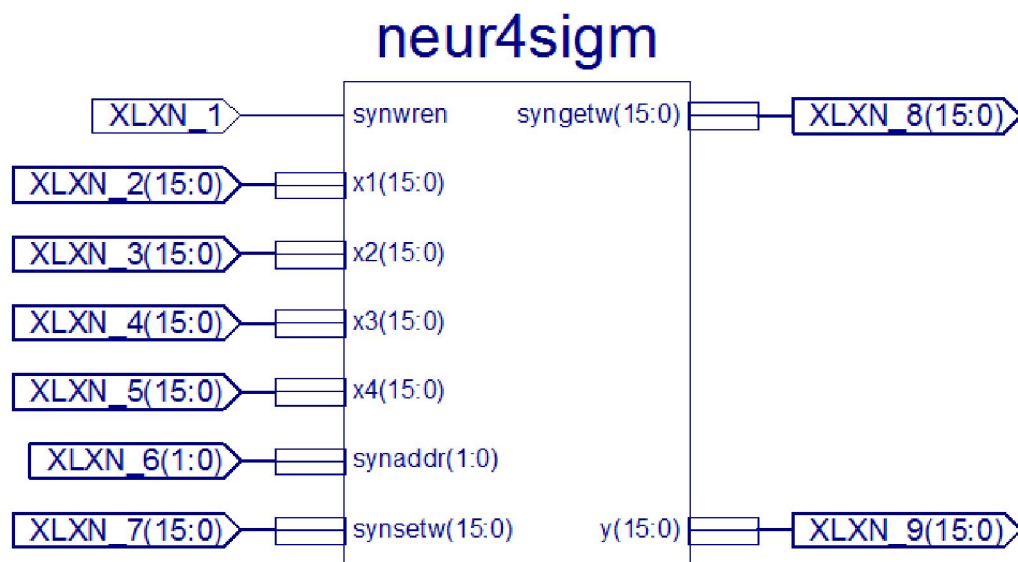 neur4sigm
XLXN_1 synwren syngetw(15:0) XLXN_8(15:0)
XLXN_2(15:0) x1(15:0)
XLXN_3(15:0) x2(15:0)
XLXN_4(15:0) x3(15:0)
XLXN_5(15:0) x4(15:0)
XLXN_6(1:0) synaddr(1:0)
XLXN_7(15:0) synsetw(15:0) y(15:0) XLXN_9(15:0)